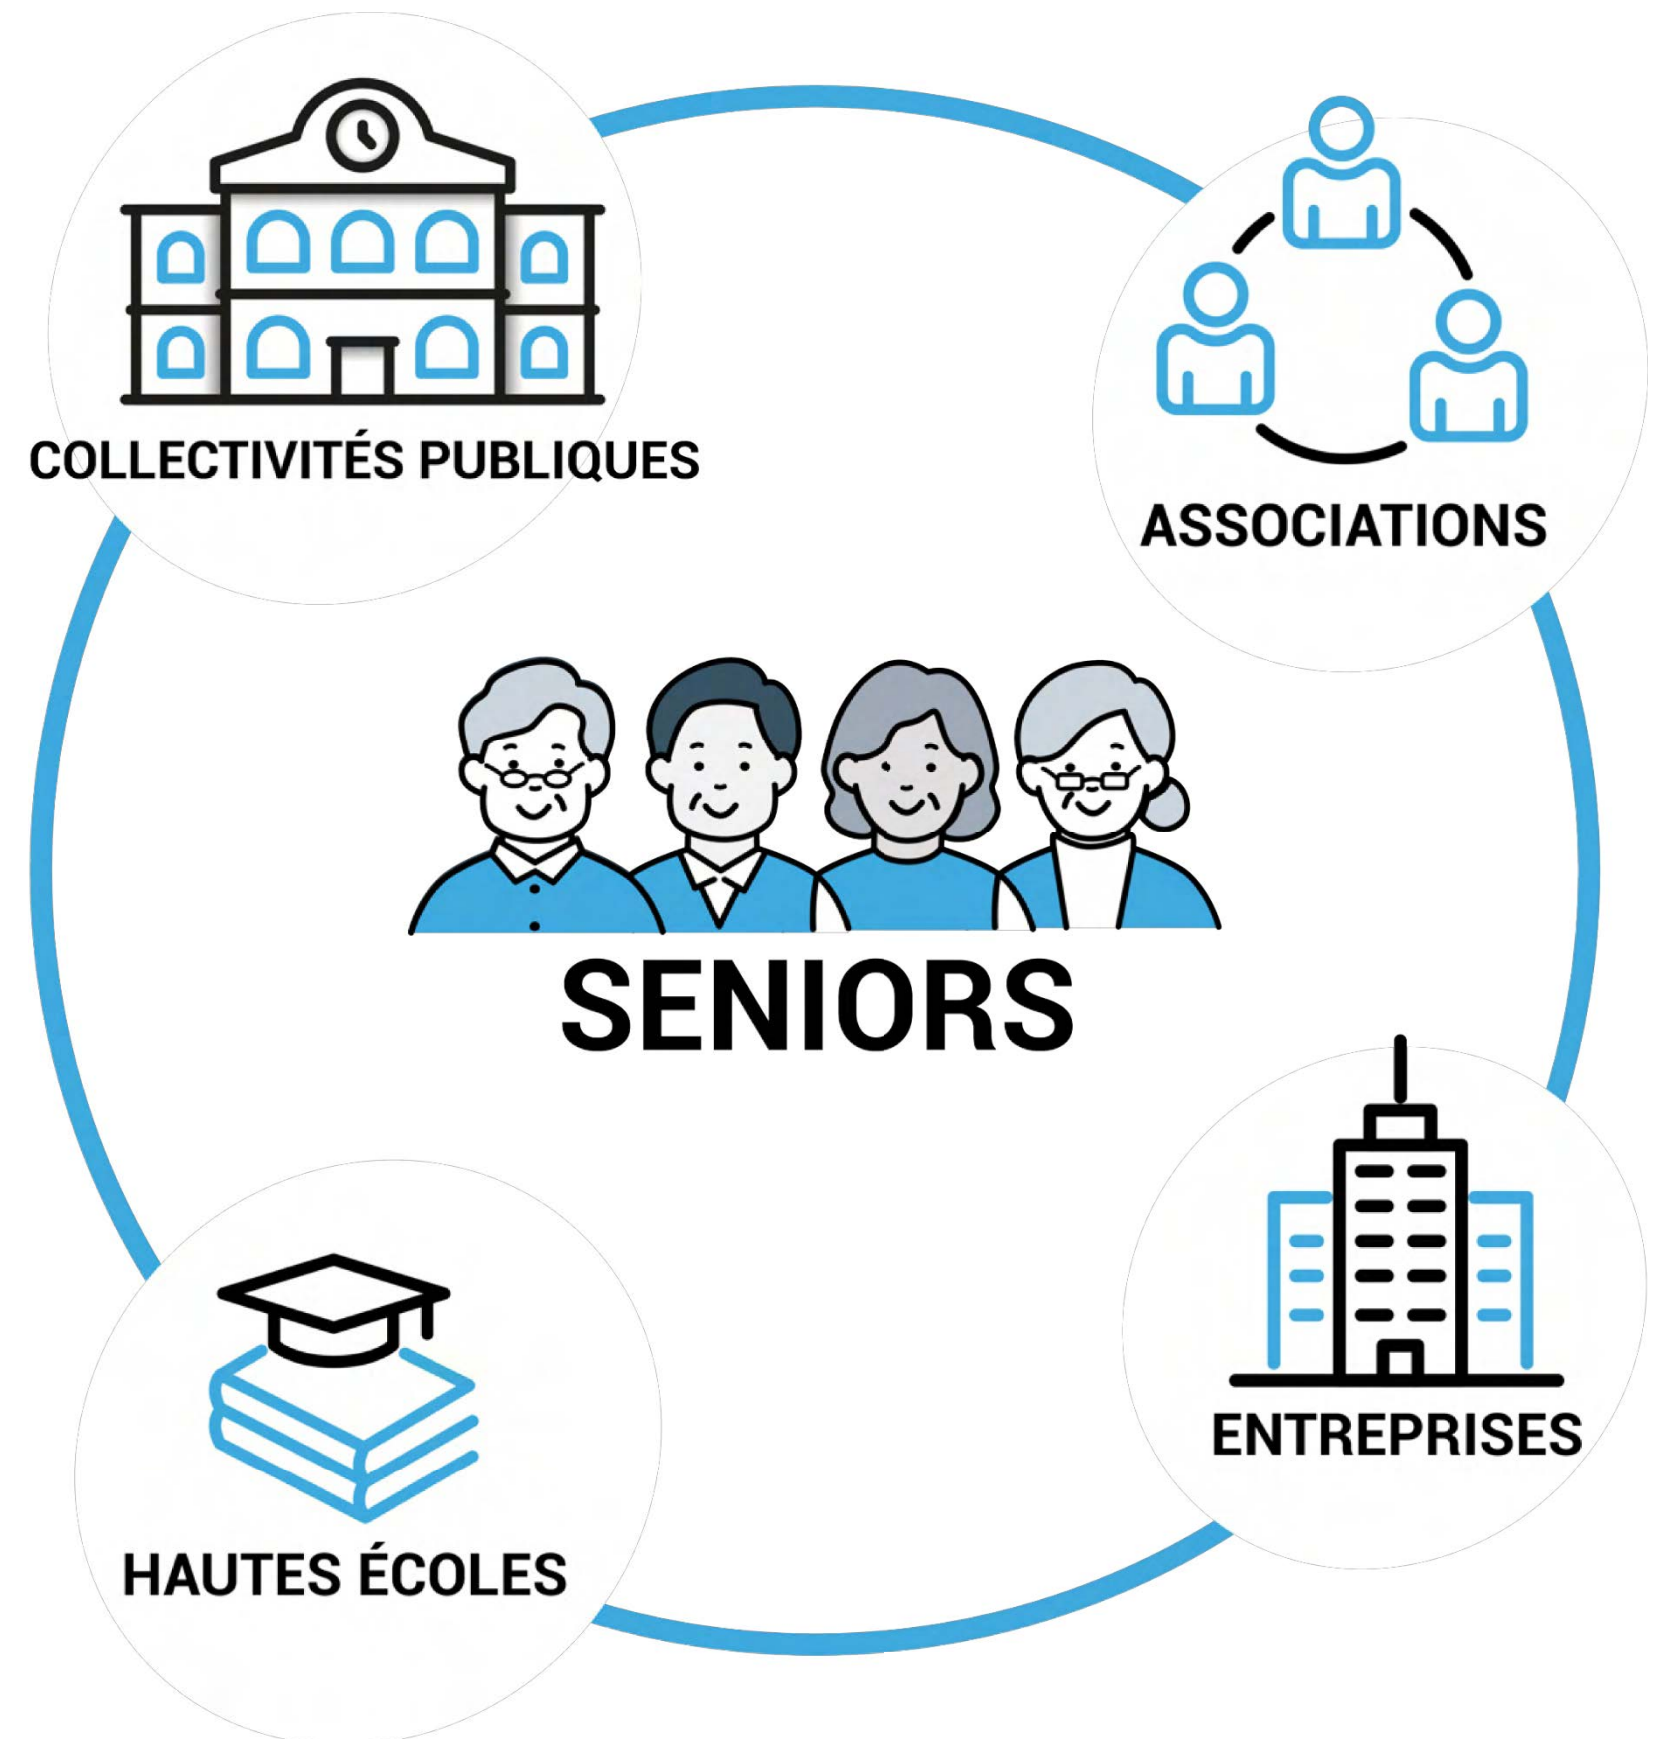 COLLECTIVITÉS PUBLIQUES
ASSOCIATIONS
SENIORS
ENTREPRISES
HAUTES ÉCOLES